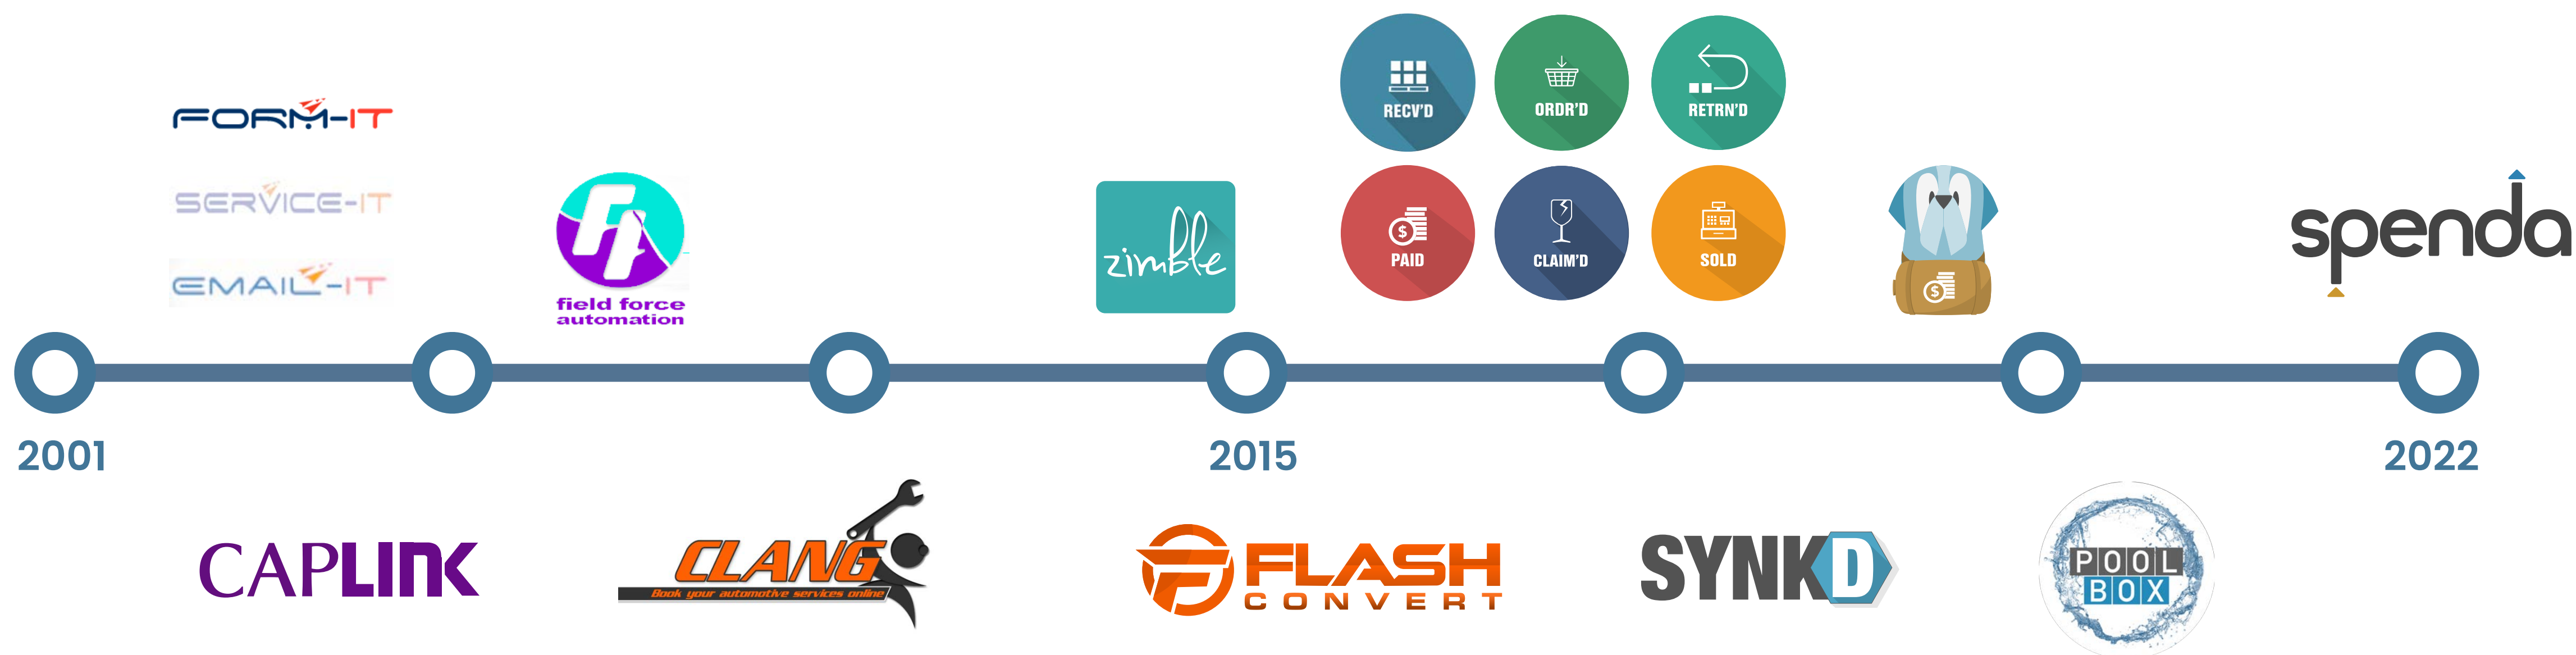 RECV'D
ORDR'D
RETRN'D
FORM-IT
SERVICE-IT
EMAIL-IT
field force
automation
zimble
PAID
CLAIM'D
SOLD
spenda
2001
2015
2022
CAPLINK
CLANG
Book your automotive services online
FLASH
CONVERT
SYNKD
POOL
BOX